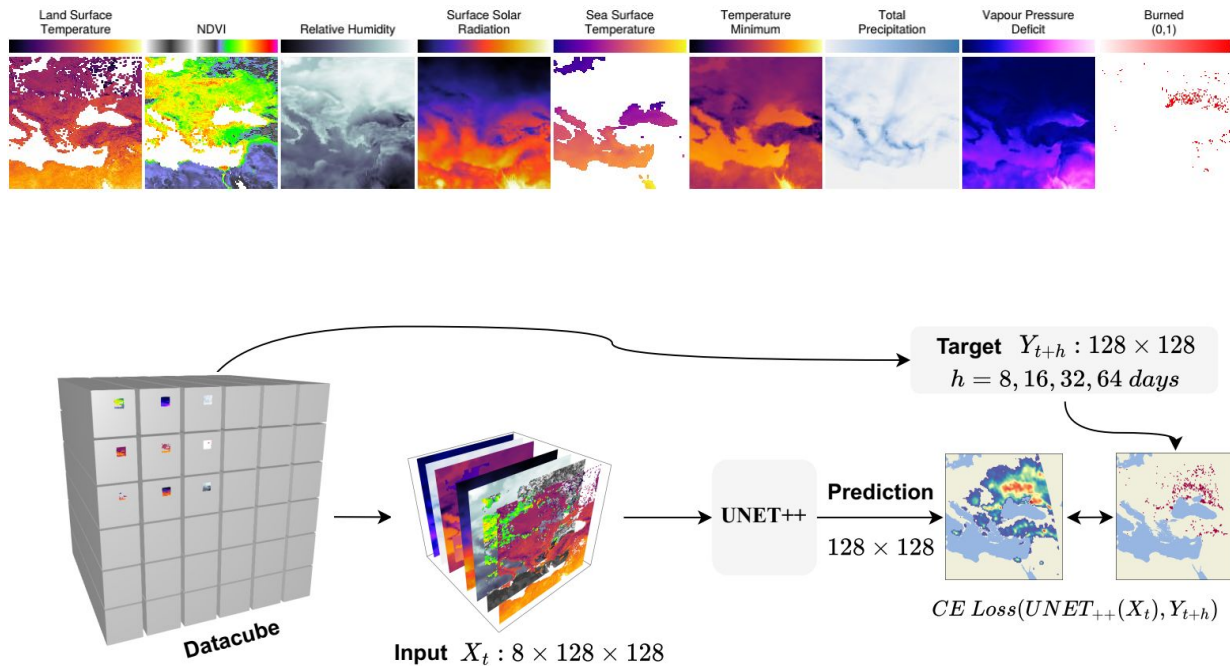 Land Surface
Temperature
NDVI
Relative Humidity
Surface Solar
Radiation
Sea Surface
Temperature
Temperature
Minimum
Total
Precipitation
Vapour Pressure
Deficit
Burned
(0,1)
Target Y_{t+h} : 128 × 128
h = 8, 16, 32, 64 days
Datacube
Input X_t : 8 × 128 × 128
UNET++
Prediction
128 × 128
CE Loss(UNET_{++}(X_t), Y_{t+h})